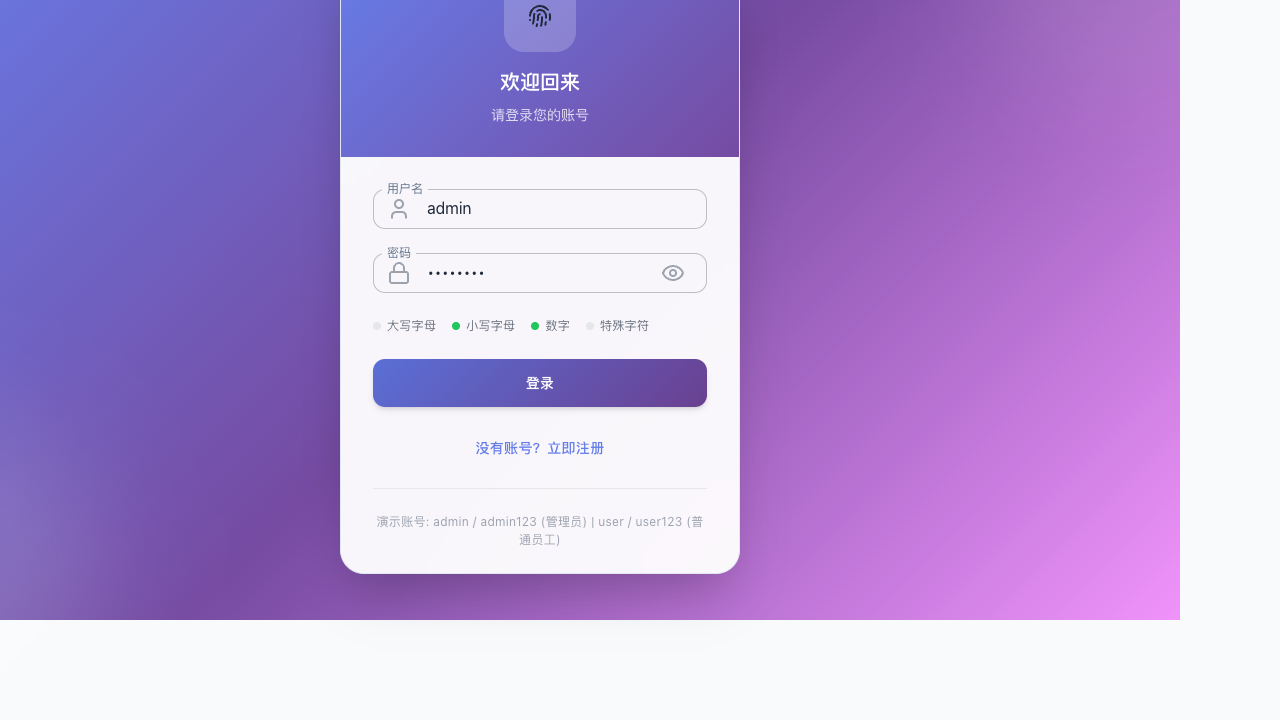 欢迎回来
请登录您的账号
用户名
admin
密码
••••••••
大写字母 小写字母 数字 特殊字符
登录
没有账号? 立即注册
演示账号: admin / admin123 (管理员) | user / user123 (普
通员工)